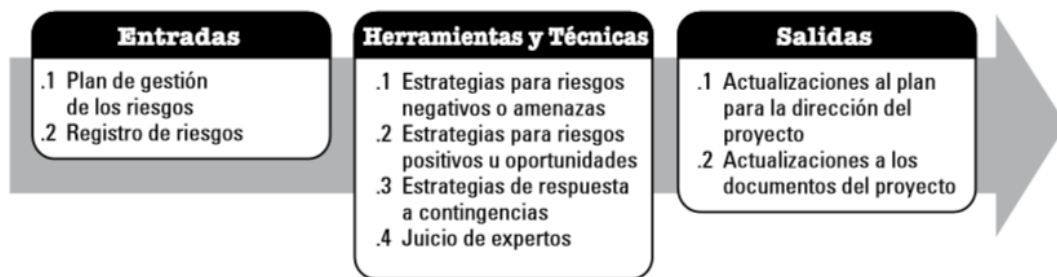 Entradas
.1 Plan de gestión
de los riesgos
.2 Registro de riesgos
Herramientas y Técnicas
.1 Estrategias para riesgos
negativos o amenazas
.2 Estrategias para riesgos
positivos u oportunidades
.3 Estrategias de respuesta
a contingencias
.4 Juicio de expertos
Salidas
.1 Actualizaciones al plan
para la dirección del
proyecto
.2 Actualizaciones a los
documentos del proyecto